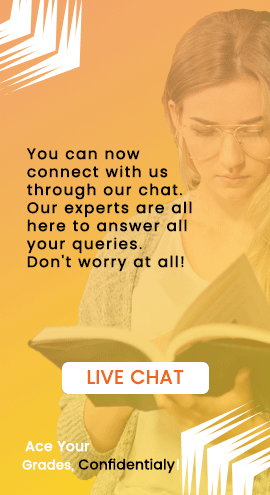 You can now
connect with us
through our chat.
Our experts are all
here to answer all
your queries.
Don't worry at all!
LIVE CHAT
Ace Your
Grades, Confidentialy!